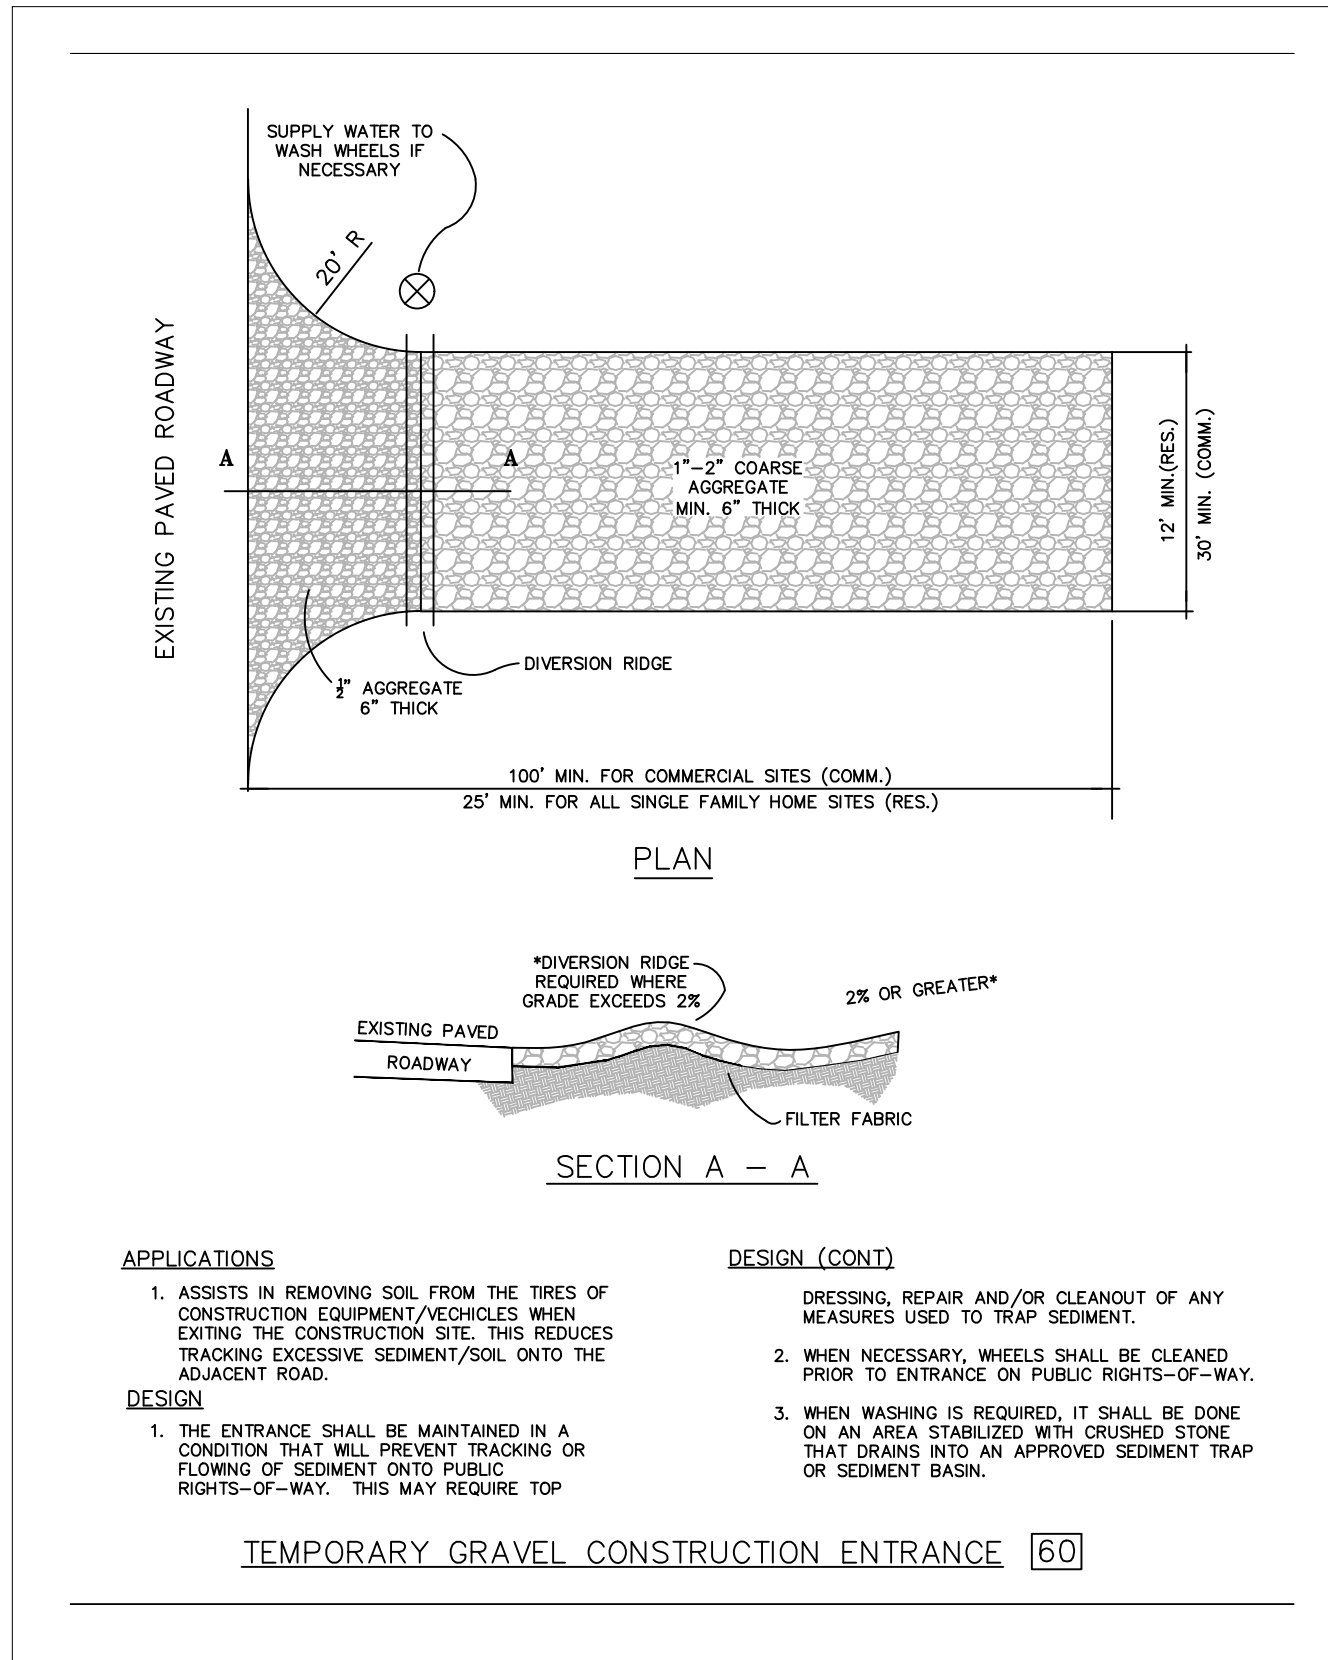 SUPPLY WATER TO
WASH WHEELS IF
NECESSARY
20' R
EXISTING PAVED ROADWAY
A
A
1"-2" COARSE
AGGREGATE
MIN. 6" THICK
12' MIN.(RES.)
30' MIN. (COMM.)
DIVERSION RIDGE
½" AGGREGATE
6" THICK
100' MIN. FOR COMMERCIAL SITES (COMM.)
25' MIN. FOR ALL SINGLE FAMILY HOME SITES (RES.)
PLAN
*DIVERSION RIDGE
REQUIRED WHERE
GRADE EXCEEDS 2%
2% OR GREATER*
EXISTING PAVED
ROADWAY
FILTER FABRIC
SECTION A - A
APPLICATIONS
1. ASSISTS IN REMOVING SOIL FROM THE TIRES OF
CONSTRUCTION EQUIPMENT/VECHICLES WHEN
EXITING THE CONSTRUCTION SITE. THIS REDUCES
TRACKING EXCESSIVE SEDIMENT/SOIL ONTO THE
ADJACENT ROAD.
DESIGN
1. THE ENTRANCE SHALL BE MAINTAINED IN A
CONDITION THAT WILL PREVENT TRACKING OR
FLOWING OF SEDIMENT ONTO PUBLIC
RIGHTS-OF-WAY. THIS MAY REQUIRE TOP
DESIGN (CONT)
DRESSING, REPAIR AND/OR CLEANOUT OF ANY
MEASURES USED TO TRAP SEDIMENT.
2. WHEN NECESSARY, WHEELS SHALL BE CLEANED
PRIOR TO ENTRANCE ON PUBLIC RIGHTS-OF-WAY.
3. WHEN WASHING IS REQUIRED, IT SHALL BE DONE
ON AN AREA STABILIZED WITH CRUSHED STONE
THAT DRAINS INTO AN APPROVED SEDIMENT TRAP
OR SEDIMENT BASIN.
TEMPORARY GRAVEL CONSTRUCTION ENTRANCE 60